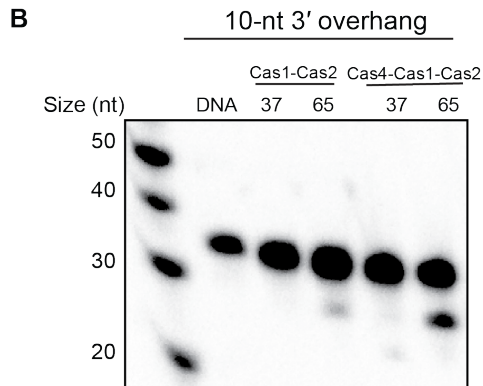 B
10-nt 3′ overhang
Cas1-Cas2 Cas4-Cas1-Cas2
Size (nt) DNA 37 65 37 65
50
40
30
20